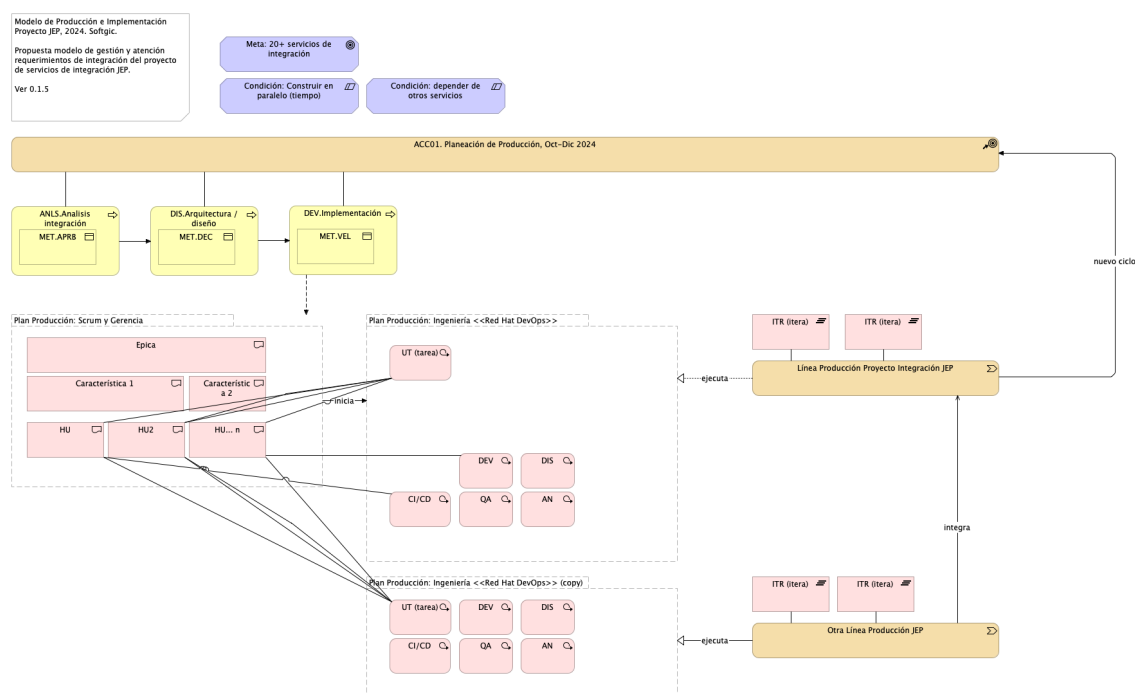 Modelo de Producción e Implementación
Proyecto JEP, 2024. Softgic.
Propuesta modelo de gestión y atención
requerimientos de integración del proyecto
de servicios de integración JEP.
Ver 0.1.5
Meta: 20+ servicios de
integración
Condición: Construir en
paralelo (tiempo)
Condición: depender de
otros servicios
ACC01. Planeación de Producción, Oct-Dic 2024
ANLS.Analisis
integración
MET.APRB
DIS.Arquitectura /
diseño
MET.DEC
DEV.Implementación
MET.VEL
nuevo ciclo
Plan Producción: Scrum y Gerencia
Epica
Característica 1
Característic
a 2
HU
HU2
HU... n
inicia
Plan Producción: Ingeniería <<Red Hat DevOps>>
UT (tarea)
DEV
DIS
CI/CD
QA
AN
ejecuta
ITR (itera)
ITR (itera)
Línea Producción Proyecto Integración JEP
integra
Plan Producción: Ingeniería <<Red Hat DevOps>> (copy)
UT (tarea)
DEV
DIS
CI/CD
QA
AN
ejecuta
ITR (itera)
ITR (itera)
Otra Línea Producción JEP